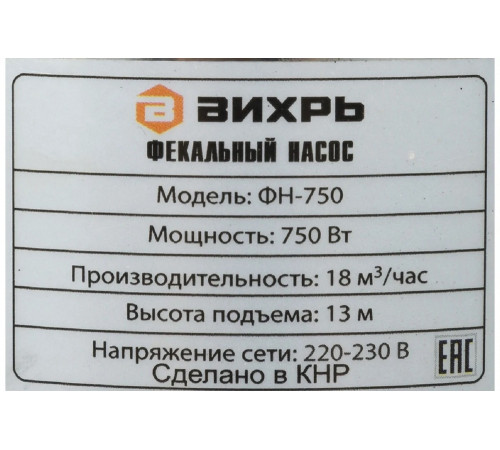 ВИХРЬ
ФЕКАЛЬНЫЙ НАСОС
Модель: ФН-750
Мощность: 750 Вт
Производительность: 18 м³/час
Высота подъема: 13 м
Напряжение сети: 220-230 В
Сделано в КНР
ЕАС